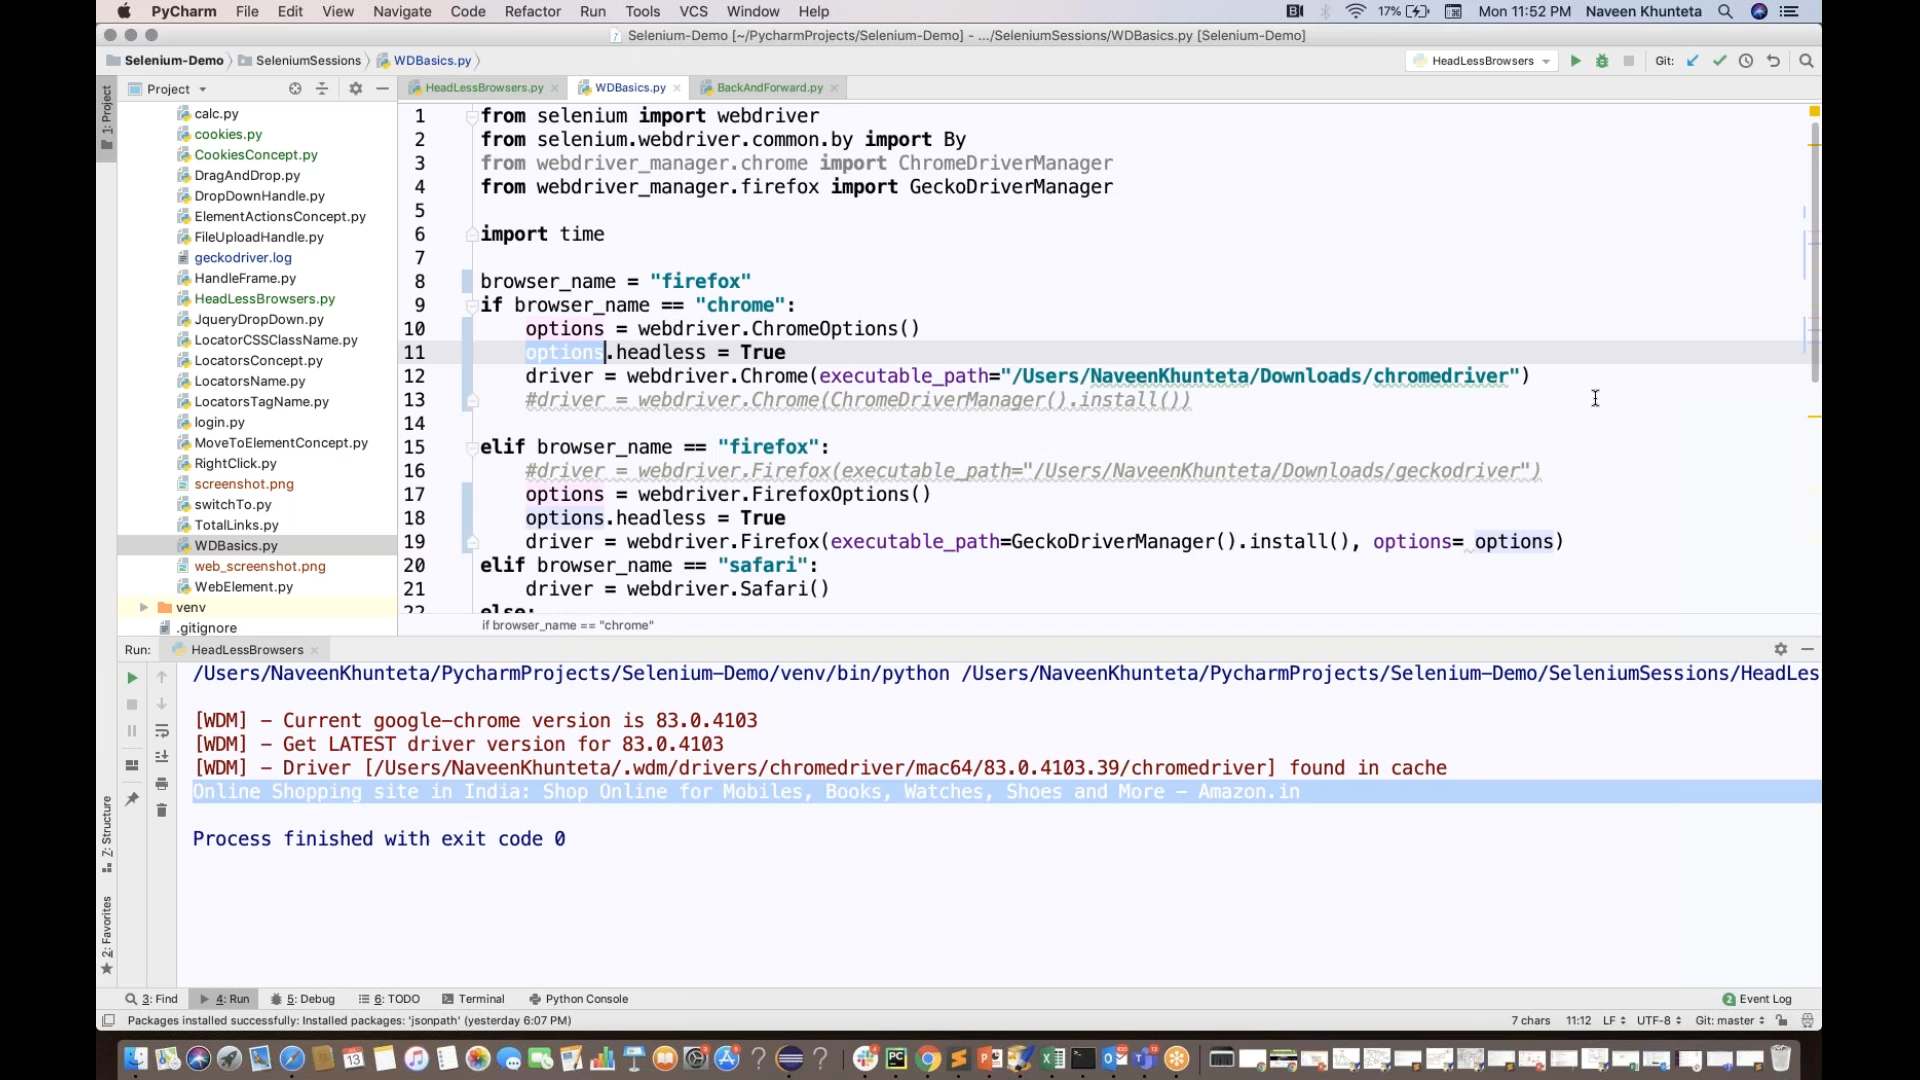 PyCharm File Edit View Navigate Code Refactor Run Tools VCS Window Help 17% Mon 11:52 PM Naveen Khunteta
Selenium-Demo [~/PycharmProjects/Selenium-Demo] - .../SeleniumSessions/WDBasics.py [Selenium-Demo]
Selenium-Demo SeleniumSessions WDBasics.py HeadLessBrowsers Git:
1: Project
Project
HeadLessBrowsers.py WDBasics.py BackAndForward.py
calc.py
cookies.py
CookiesConcept.py
DragAndDrop.py
DropDownHandle.py
ElementActionsConcept.py
FileUploadHandle.py
geckodriver.log
HandleFrame.py
HeadLessBrowsers.py
JqueryDropDown.py
LocatorCSSClassName.py
LocatorsConcept.py
LocatorsName.py
LocatorsTagName.py
login.py
MoveToElementConcept.py
RightClick.py
screenshot.png
switchTo.py
TotalLinks.py
WDBasics.py
web_screenshot.png
WebElement.py
venv
.gitignore
1 from selenium import webdriver
2 from selenium.webdriver.common.by import By
3 from webdriver_manager.chrome import ChromeDriverManager
4 from webdriver_manager.firefox import GeckoDriverManager
5
6 import time
7
8 browser_name = "firefox"
9 if browser_name == "chrome":
10 options = webdriver.ChromeOptions()
11 options.headless = True
12 driver = webdriver.Chrome(executable_path="/Users/NaveenKhunteta/Downloads/chromedriver")
13 #driver = webdriver.Chrome(ChromeDriverManager().install())
14
15 elif browser_name == "firefox":
16 #driver = webdriver.Firefox(executable_path="/Users/NaveenKhunteta/Downloads/geckodriver")
17 options = webdriver.FirefoxOptions()
18 options.headless = True
19 driver = webdriver.Firefox(executable_path=GeckoDriverManager().install(), options= options)
20 elif browser_name == "safari":
21 driver = webdriver.Safari()
22 else:
if browser_name == "chrome"
Run: HeadLessBrowsers
/Users/NaveenKhunteta/PycharmProjects/Selenium-Demo/venv/bin/python /Users/NaveenKhunteta/PycharmProjects/Selenium-Demo/SeleniumSessions/HeadLes
[WDM] - Current google-chrome version is 83.0.4103
[WDM] - Get LATEST driver version for 83.0.4103
[WDM] - Driver [/Users/NaveenKhunteta/.wdm/drivers/chromedriver/mac64/83.0.4103.39/chromedriver] found in cache
Online Shopping site in India: Shop Online for Mobiles, Books, Watches, Shoes and More - Amazon.in
Process finished with exit code 0
7: Structure
2: Favorites
3: Find 4: Run 5: Debug 6: TODO Terminal Python Console 2 Event Log
Packages installed successfully: Installed packages: 'jsonpath' (yesterday 6:07 PM) 7 chars 11:12 LF UTF-8 Git: master